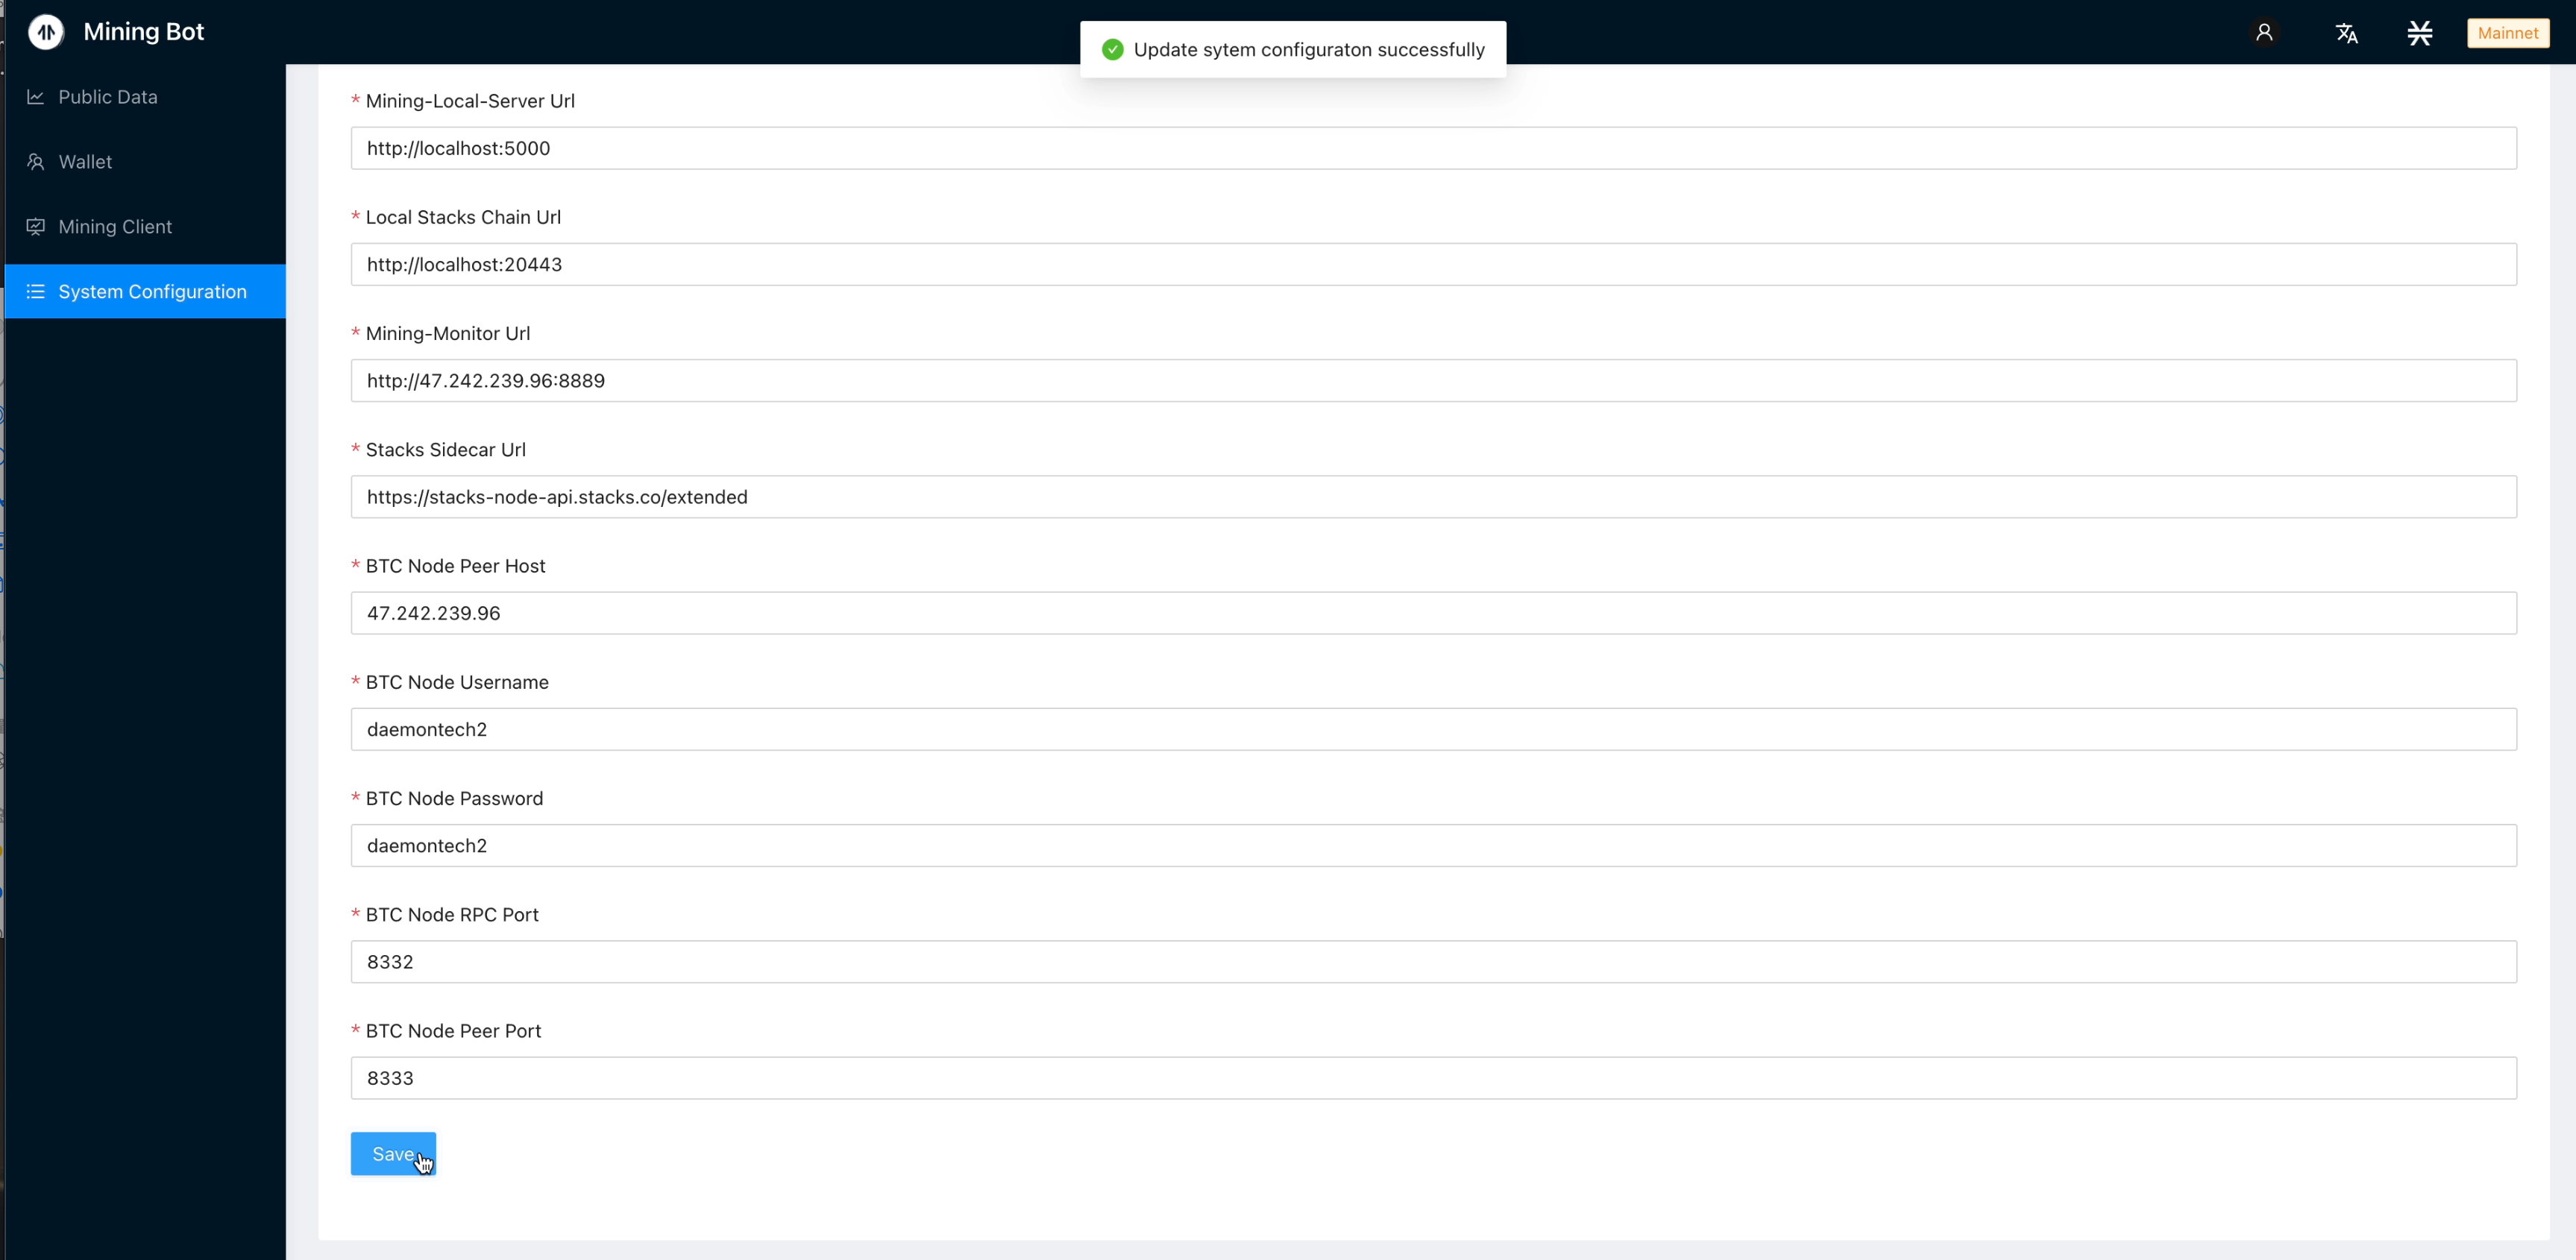 Mining Bot
Update sytem configuraton successfully
Mainnet
Public Data
Wallet
Mining Client
System Configuration
* Mining-Local-Server Url
http://localhost:5000
* Local Stacks Chain Url
http://localhost:20443
* Mining-Monitor Url
http://47.242.239.96:8889
* Stacks Sidecar Url
https://stacks-node-api.stacks.co/extended
* BTC Node Peer Host
47.242.239.96
* BTC Node Username
daemontech2
* BTC Node Password
daemontech2
* BTC Node RPC Port
8332
* BTC Node Peer Port
8333
Save